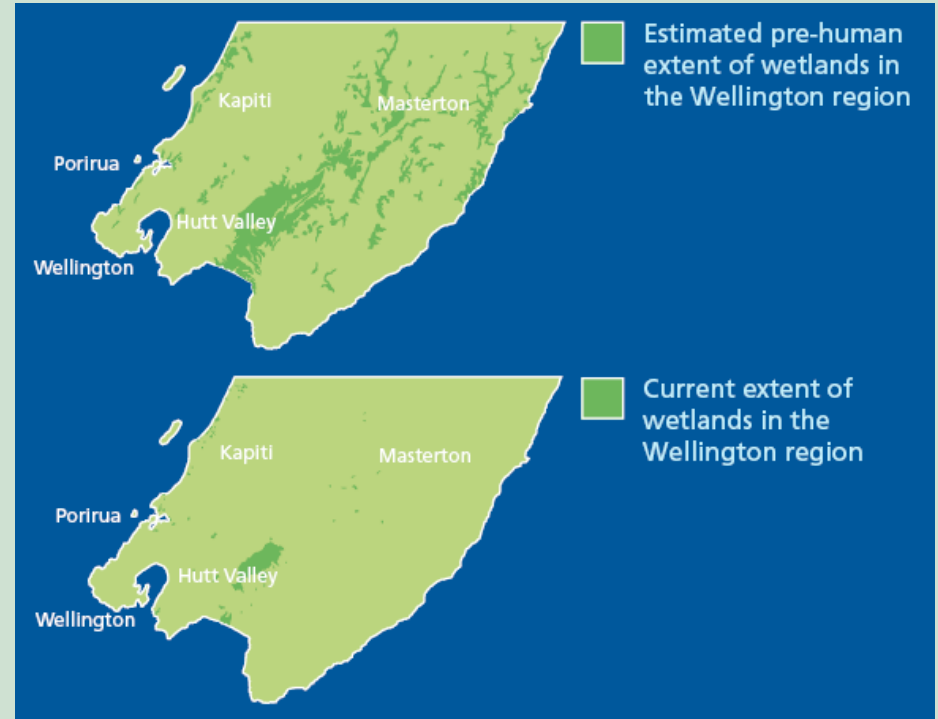 Estimated pre-human
extent of wetlands in
the Wellington region
Kapiti
Masterton
Porirua
Hutt Valley
Wellington
Current extent of
wetlands in the
Wellington region
Kapiti
Masterton
Porirua
Hutt Valley
Wellington